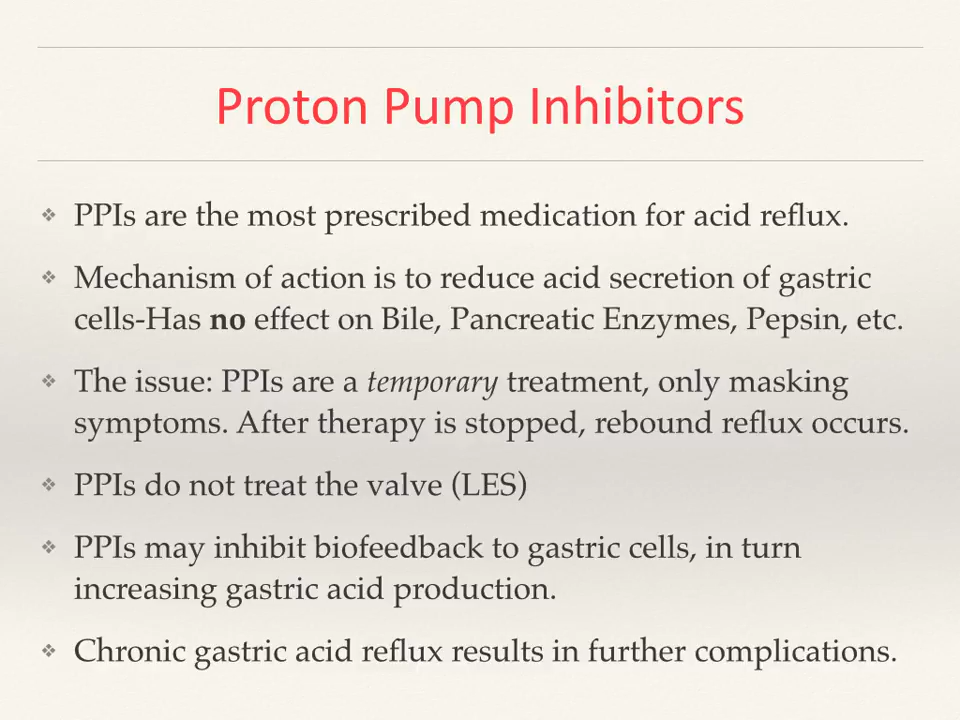 Proton Pump Inhibitors
❖ PPIs are the most prescribed medication for acid reflux.
❖ Mechanism of action is to reduce acid secretion of gastric
cells-Has no effect on Bile, Pancreatic Enzymes, Pepsin, etc.
❖ The issue: PPIs are a temporary treatment, only masking
symptoms. After therapy is stopped, rebound reflux occurs.
❖ PPIs do not treat the valve (LES)
❖ PPIs may inhibit biofeedback to gastric cells, in turn
increasing gastric acid production.
❖ Chronic gastric acid reflux results in further complications.